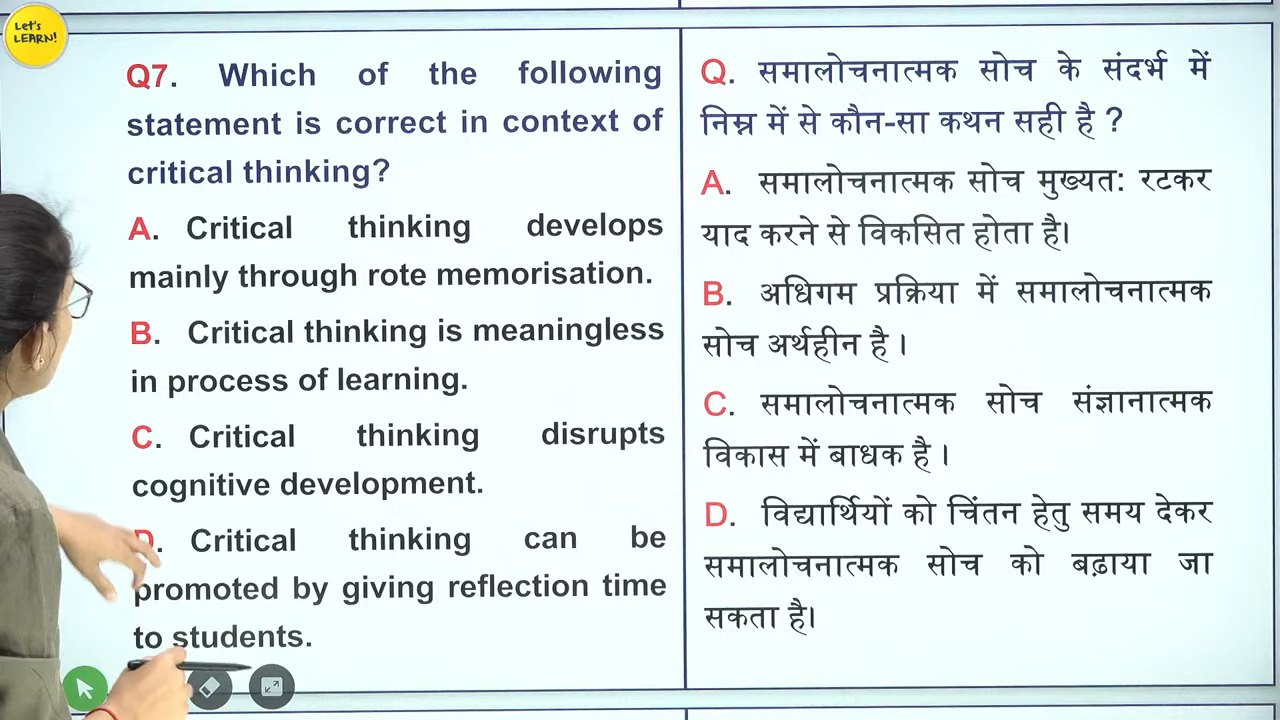 Let's
LEARN!
Q7. Which of the following
statement is correct in context of
critical thinking?
A. Critical thinking develops
mainly through rote memorisation.
B. Critical thinking is meaningless
in process of learning.
C. Critical thinking disrupts
cognitive development.
D. Critical thinking can be
promoted by giving reflection time
to students.
Q. समालोचनात्मक सोच के संदर्भ में
निम्न में से कौन-सा कथन सही है ?
A. समालोचनात्मक सोच मुख्यत: रटकर
याद करने से विकसित होता है।
B. अधिगम प्रक्रिया में समालोचनात्मक
सोच अर्थहीन है ।
C. समालोचनात्मक सोच संज्ञानात्मक
विकास में बाधक है ।
D. विद्यार्थियों को चिंतन हेतु समय देकर
समालोचनात्मक सोच को बढ़ाया जा
सकता है।